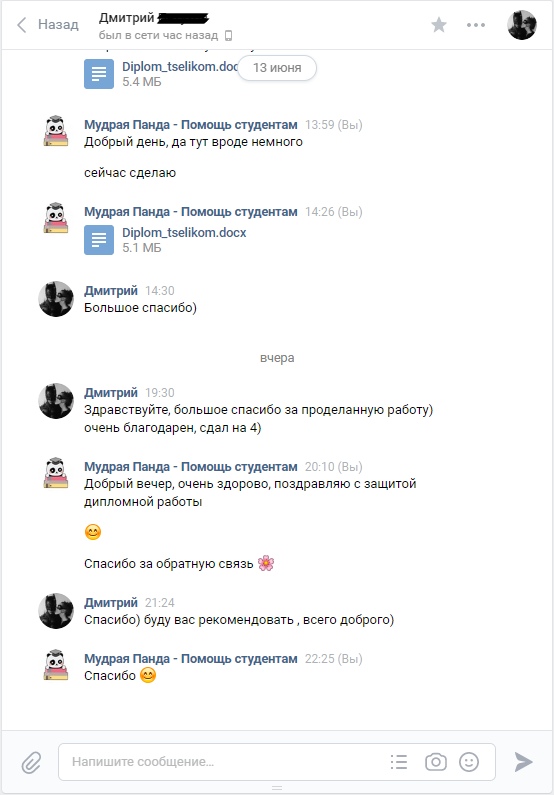 Назад
Дмитрий
был в сети час назад
Diplom_tselikom.doc
13 июня
5.4 МБ
Мудрая Панда - Помощь студентам 13:59 (Вы)
Добрый день, да тут вроде немного
сейчас сделаю
Мудрая Панда - Помощь студентам 14:26 (Вы)
Diplom_tselikom.docx
5.1 МБ
Дмитрий 14:30
Большое спасибо)
вчера
Дмитрий 19:30
Здравствуйте, большое спасибо за проделанную работу)
очень благодарен, сдал на 4)
Мудрая Панда - Помощь студентам 20:10 (Вы)
Добрый вечер, очень здорово, поздравляю с защитой
дипломной работы
😊
Спасибо за обратную связь 🌸
Дмитрий 21:24
Спасибо) буду вас рекомендовать , всего доброго)
Мудрая Панда - Помощь студентам 22:25 (Вы)
Спасибо 😊
Напишите сообщение...